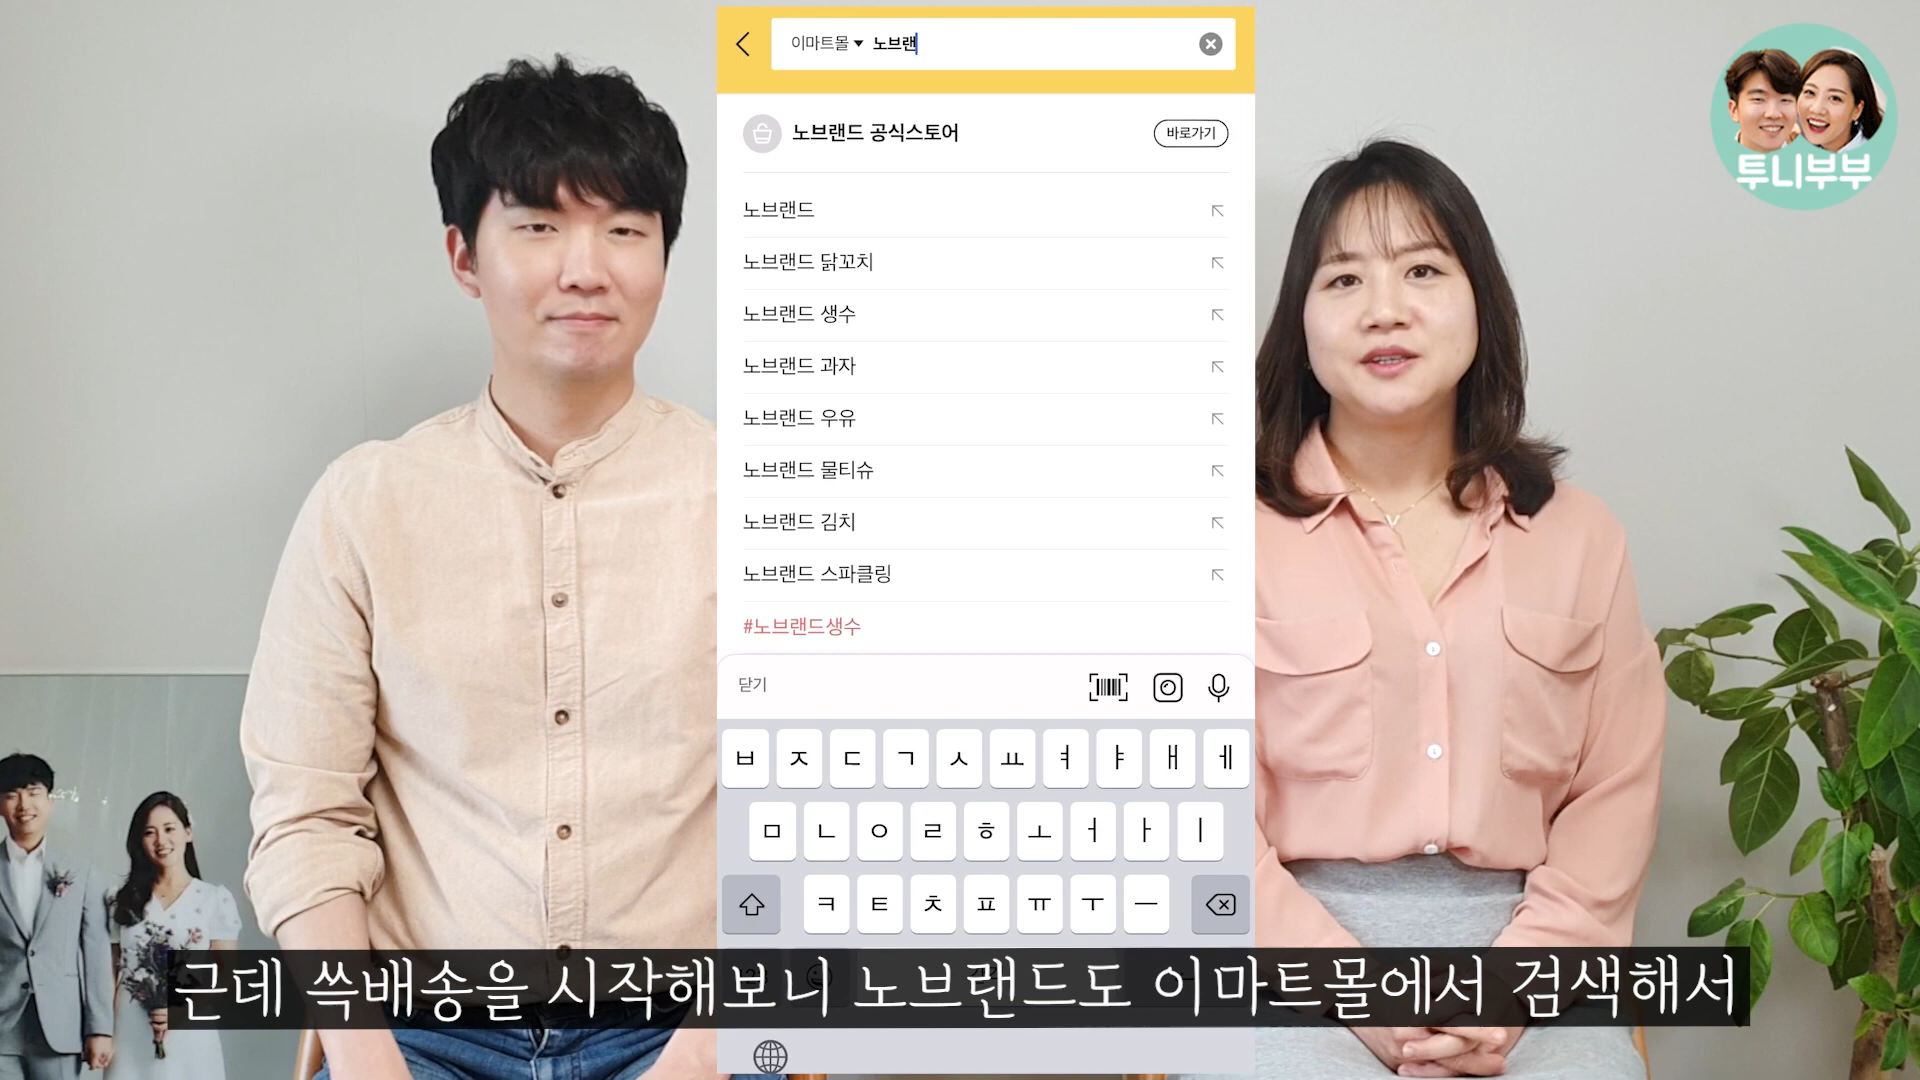 이마트몰 노브랜
노브랜드 공식스토어 바로가기
노브랜드
노브랜드 닭꼬치
노브랜드 생수
노브랜드 과자
노브랜드 우유
노브랜드 물티슈
노브랜드 김치
노브랜드 스파클링
#노브랜드생수
닫기
ㅂ ㅈ ㄷ ㄱ ㅅ ㅛ ㅕ ㅑ ㅐ ㅔ
ㅁ ㄴ ㅇ ㄹ ㅎ ㅗ ㅓ ㅏ ㅣ
ㅋ ㅌ ㅊ ㅍ ㅠ ㅜ ㅡ
투니부부
근데 쓱배송을 시작해보니 노브랜드도 이마트몰에서 검색해서